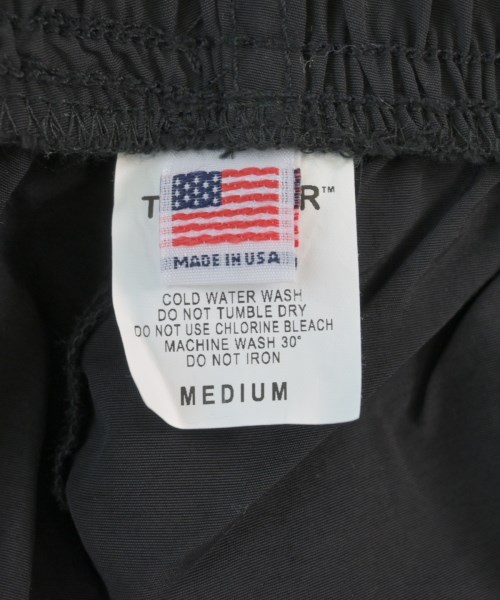 T R™
MADE IN USA
COLD WATER WASH
DO NOT TUMBLE DRY
DO NOT USE CHLORINE BLEACH
MACHINE WASH 30°
DO NOT IRON
MEDIUM